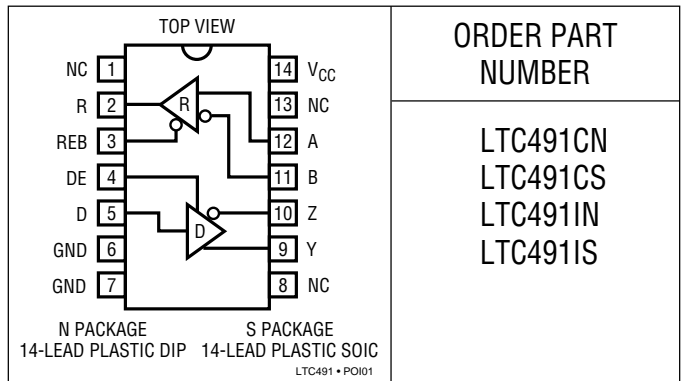 TOP VIEW
NC 1
R 2
REB 3
DE 4
D 5
GND 6
GND 7
14 VCC
13 NC
12 A
11 B
10 Z
9 Y
8 NC
R
D
N PACKAGE
14-LEAD PLASTIC DIP
S PACKAGE
14-LEAD PLASTIC SOIC
LTC491 • POI01
ORDER PART
NUMBER
LTC491CN
LTC491CS
LTC491IN
LTC491IS